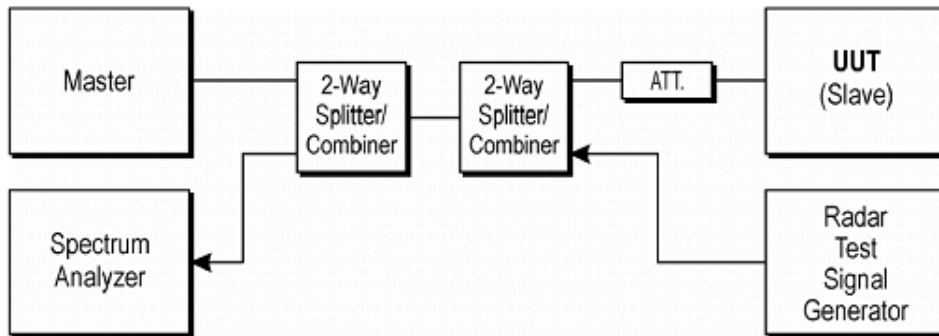 Master
2-Way
Splitter/
Combiner
2-Way
Splitter/
Combiner
ATT.
UUT
(Slave)
Spectrum
Analyzer
Radar
Test
Signal
Generator